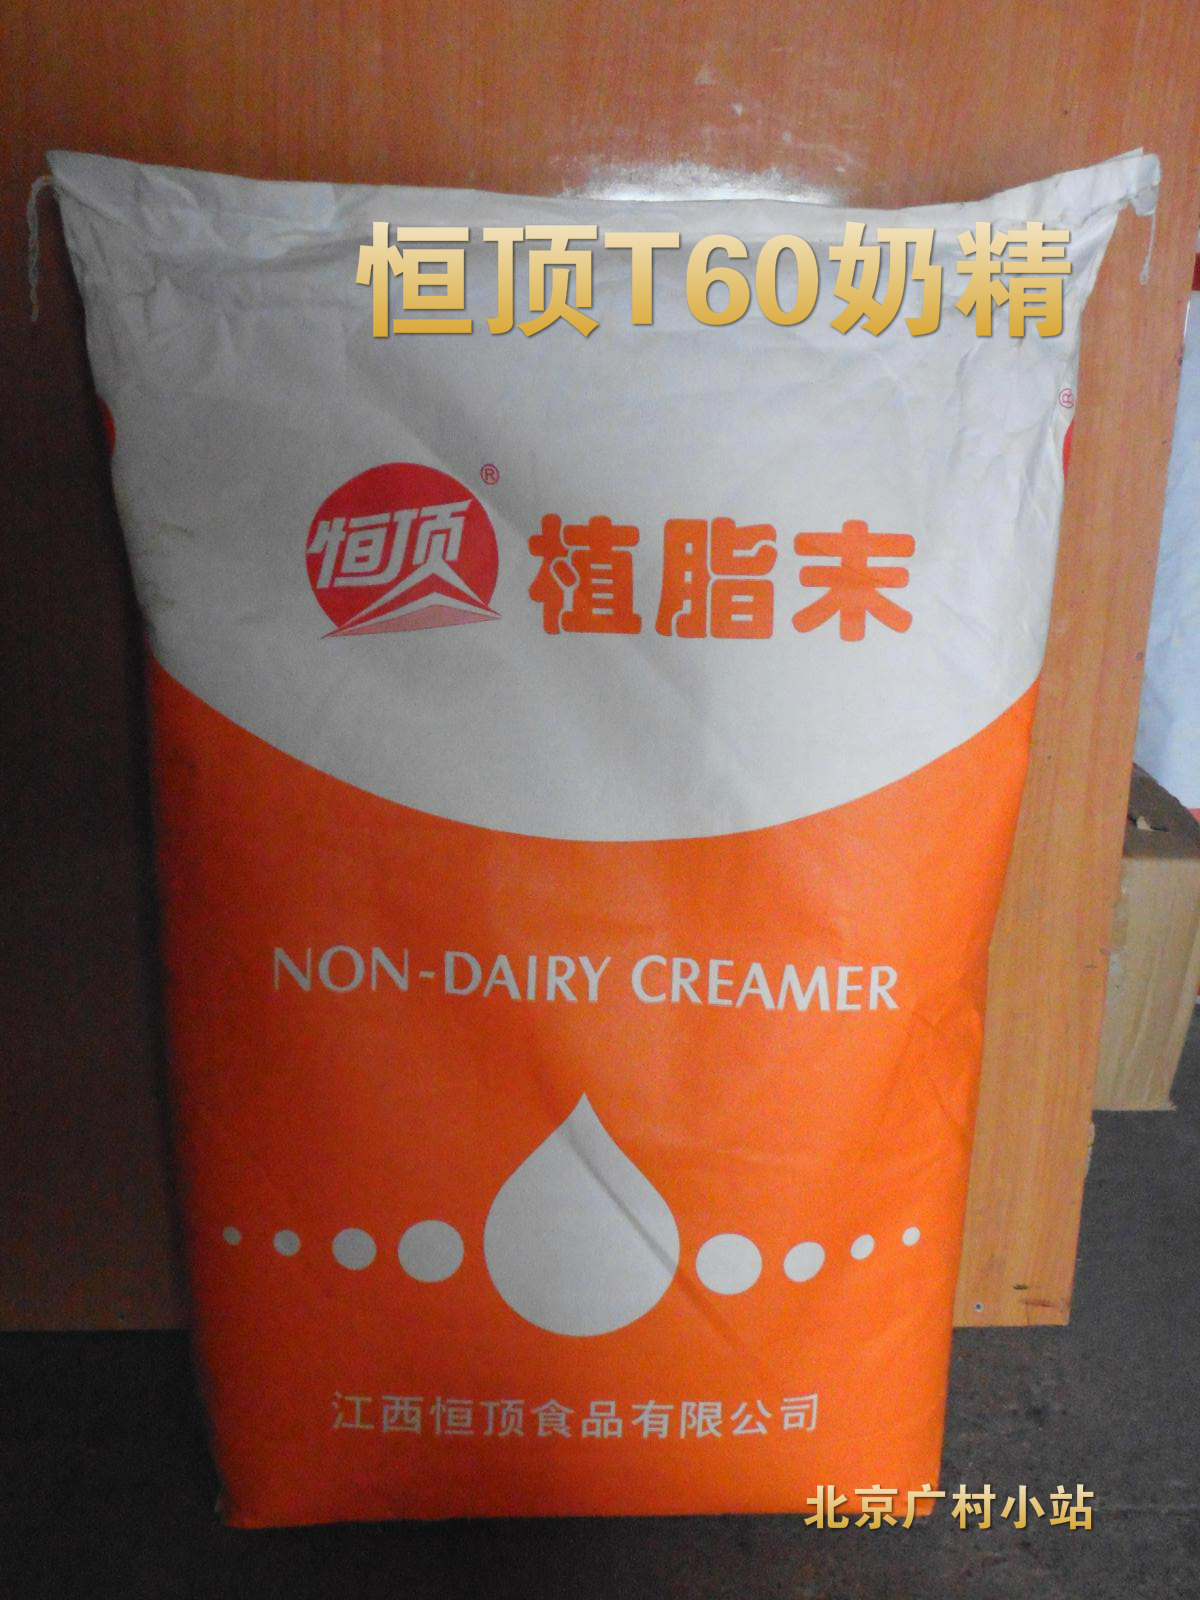 恒顶T60奶精
恒顶®
植脂末
®
NON-DAIRY CREAMER
江西恒顶食品有限公司
北京广村小站